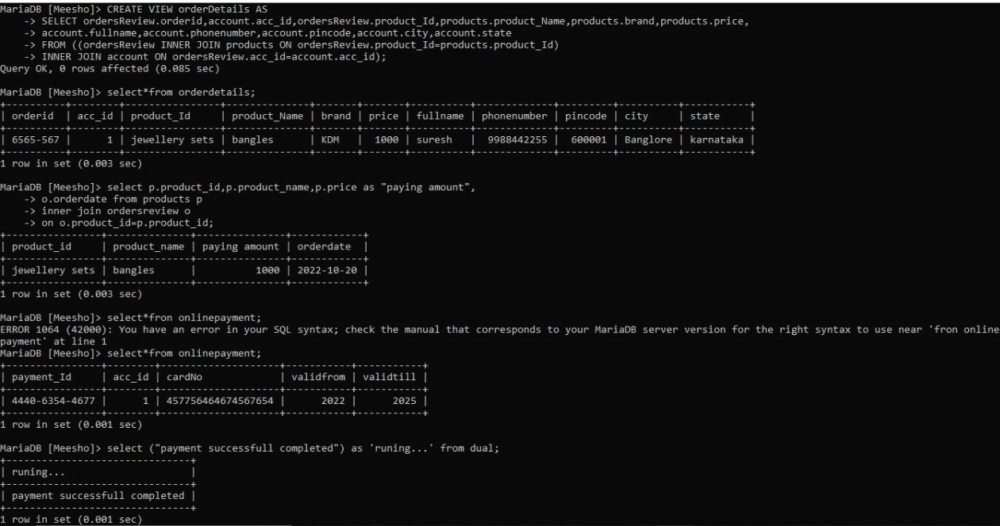 MariaDB [Meesho]> CREATE VIEW orderDetails AS
    -> SELECT ordersReview.orderid,account.acc_id,ordersReview.product_Id,products.product_Name,products.brand,products.price,
    -> account.fullname,account.phonenumber,account.pincode,account.city,account.state
    -> FROM ((ordersReview INNER JOIN products ON ordersReview.product_Id=products.product_Id)
    -> INNER JOIN account ON ordersReview.acc_id=account.acc_id);
Query OK, 0 rows affected (0.085 sec)
MariaDB [Meesho]> select*from orderdetails;
| orderid  | acc_id | product_Id     | product_Name | brand | price | fullname | phonenumber | pincode | city     | state     |
| 6565-567 |      1 | jewellery sets | bangles      | KDM   |  1000 | suresh   |  9988442255 |  600001 | Banglore | karnataka |
1 row in set (0.003 sec)
MariaDB [Meesho]> select p.product_id,p.product_name,p.price as "paying amount",
    -> o.orderdate from products p
    -> inner join ordersreview o
    -> on o.product_id=p.product_id;
| product_id     | product_name | paying amount | orderdate  |
| jewellery sets | bangles      |          1000 | 2022-10-20 |
1 row in set (0.003 sec)
MariaDB [Meesho]> select*fron onlinepayment;
ERROR 1064 (42000): You have an error in your SQL syntax; check the manual that corresponds to your MariaDB server version for the right syntax to use near 'fron online
payment' at line 1
MariaDB [Meesho]> select*from onlinepayment;
| payment_Id     | acc_id | cardNo             | validfrom | validtill |
| 4440-6354-4677 |      1 | 457756464674567654 |      2022 |      2025 |
1 row in set (0.001 sec)
MariaDB [Meesho]> select ("payment successfull completed") as 'runing...' from dual;
| runing...                     |
| payment successfull completed |
1 row in set (0.001 sec)